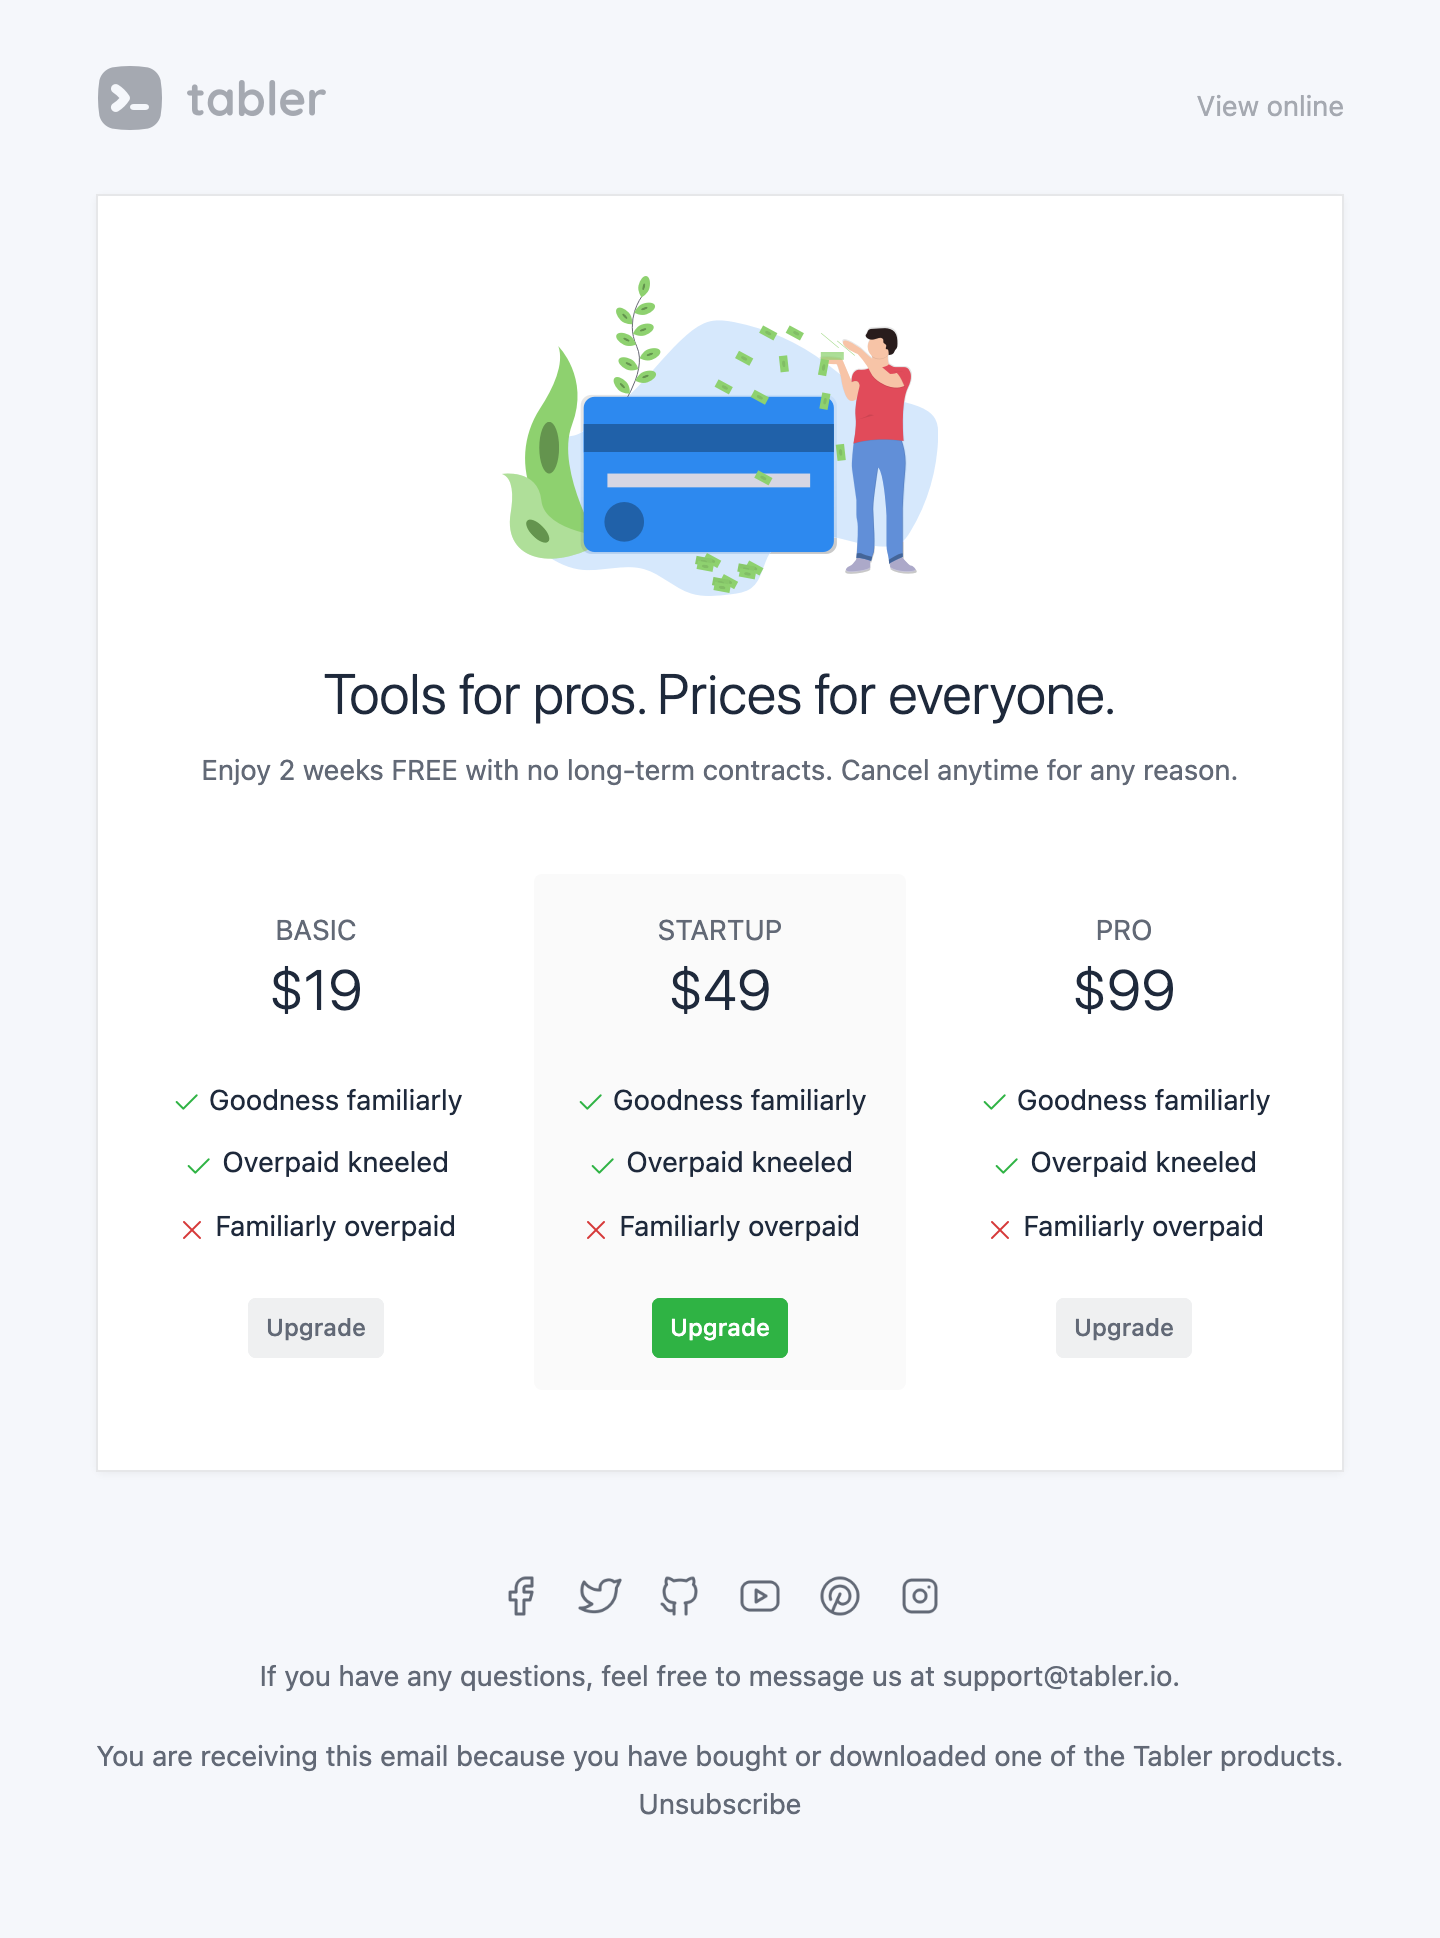 tabler
View online
Tools for pros. Prices for everyone.
Enjoy 2 weeks FREE with no long-term contracts. Cancel anytime for any reason.
BASIC
$19
Goodness familiarly
Overpaid kneeled
Familiarly overpaid
Upgrade
STARTUP
$49
Goodness familiarly
Overpaid kneeled
Familiarly overpaid
Upgrade
PRO
$99
Goodness familiarly
Overpaid kneeled
Familiarly overpaid
Upgrade
If you have any questions, feel free to message us at support@tabler.io.
You are receiving this email because you have bought or downloaded one of the Tabler products.
Unsubscribe